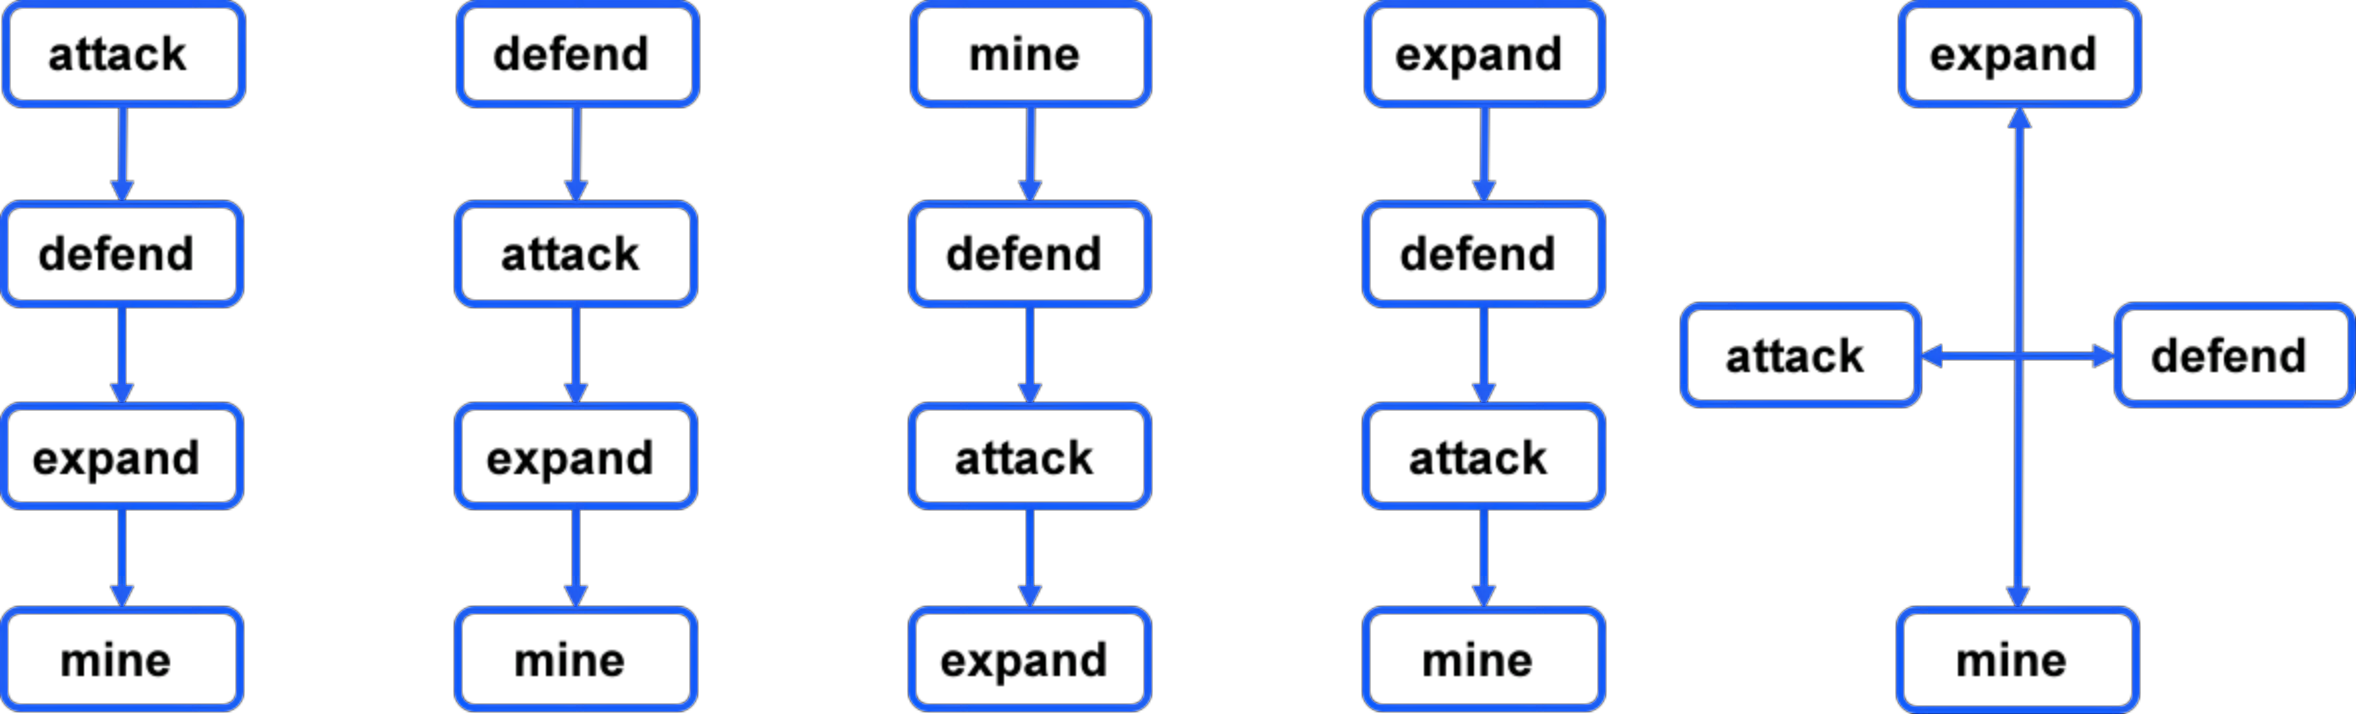 attack
defend
expand
mine
defend
attack
expand
mine
mine
defend
attack
expand
expand
defend
attack
mine
expand
attack
defend
mine